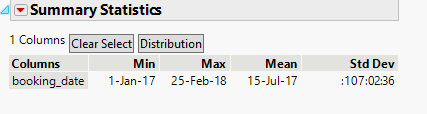 Summary Statistics
1 Columns Clear Select Distribution
Columns Min Max Mean Std Dev
booking_date 1-Jan-17 25-Feb-18 15-Jul-17 :107:02:36